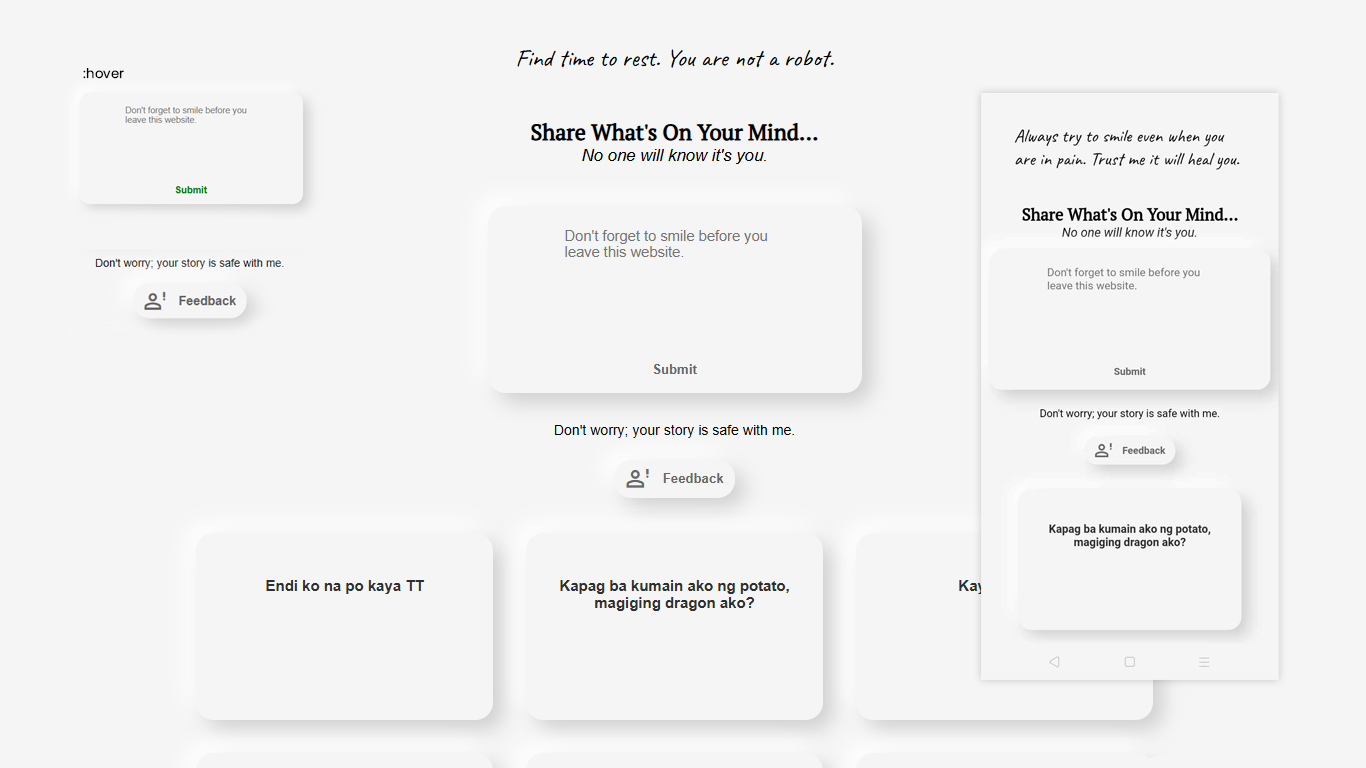 :hover
Don't forget to smile before you
leave this website.
Submit
Don't worry; your story is safe with me.
Feedback
Find time to rest. You are not a robot.
Share What's On Your Mind...
No one will know it's you.
Don't forget to smile before you
leave this website.
Submit
Don't worry; your story is safe with me.
Feedback
Endi ko na po kaya TT
Kapag ba kumain ako ng potato,
magiging dragon ako?
Always try to smile even when you
are in pain. Trust me it will heal you.
Share What's On Your Mind...
No one will know it's you.
Don't forget to smile before you
leave this website.
Submit
Don't worry; your story is safe with me.
Feedback
Kapag ba kumain ako ng potato,
magiging dragon ako?